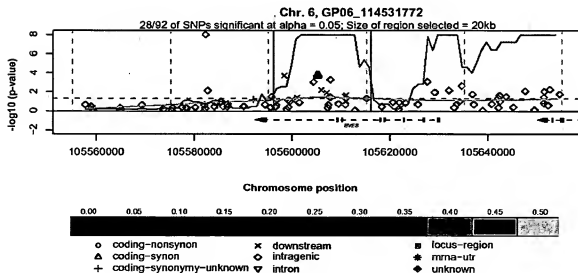 Chr. 6, GP06_114531772
28/92 of SNPs significant at alpha = 0.05; Size of region selected = 20kb
-log10 (p-value)
8
6
4
2
0
-2
BVES
105560000 105580000 105600000 105620000 105640000
Chromosome position
0.00 0.05 0.10 0.15 0.20 0.25 0.30 0.35 0.40 0.45 0.50
coding-nonsynon downstream locus-region
coding-synon intragenic mrna-utr
coding-synonymy-unknown intron unknown